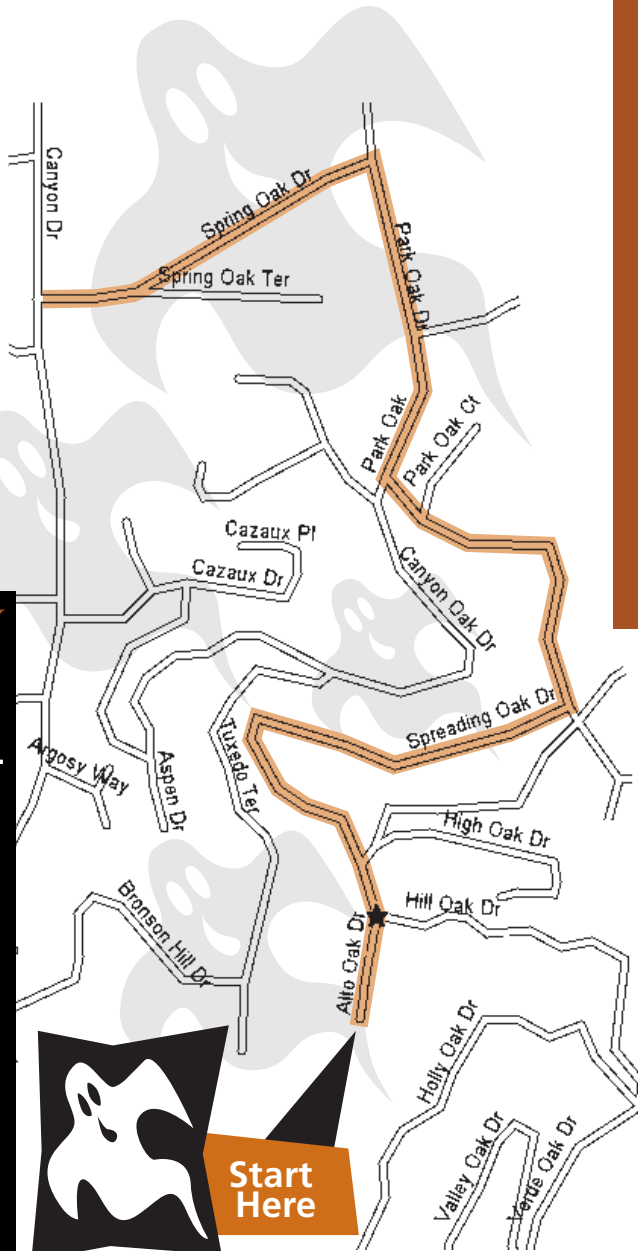 Canyon Dr
Spring Oak Dr
Spring Oak Ter
Park Oak Dr
Park Oak
Park Oak Ct
Cazaux Pl
Cazaux Dr
Canyon Oak Dr
Spreading Oak Dr
Tuxedo Ter
Argosy Way
Aspen Dr
High Oak Dr
Hill Oak Dr
Bronson Hill Dr
Alto Oak Dr
Holly Oak Dr
Valley Oak Dr
Verde Oak Dr
Start
Here